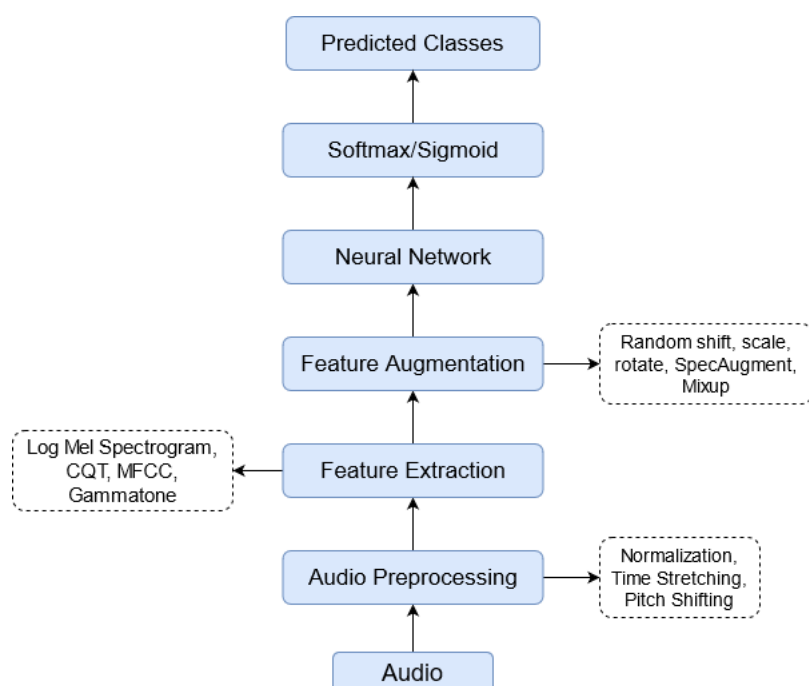 Predicted Classes
Softmax/Sigmoid
Neural Network
Feature Augmentation
Random shift, scale,
rotate, SpecAugment,
Mixup
Log Mel Spectrogram,
CQT, MFCC,
Gammatone
Feature Extraction
Audio Preprocessing
Normalization,
Time Stretching,
Pitch Shifting
Audio